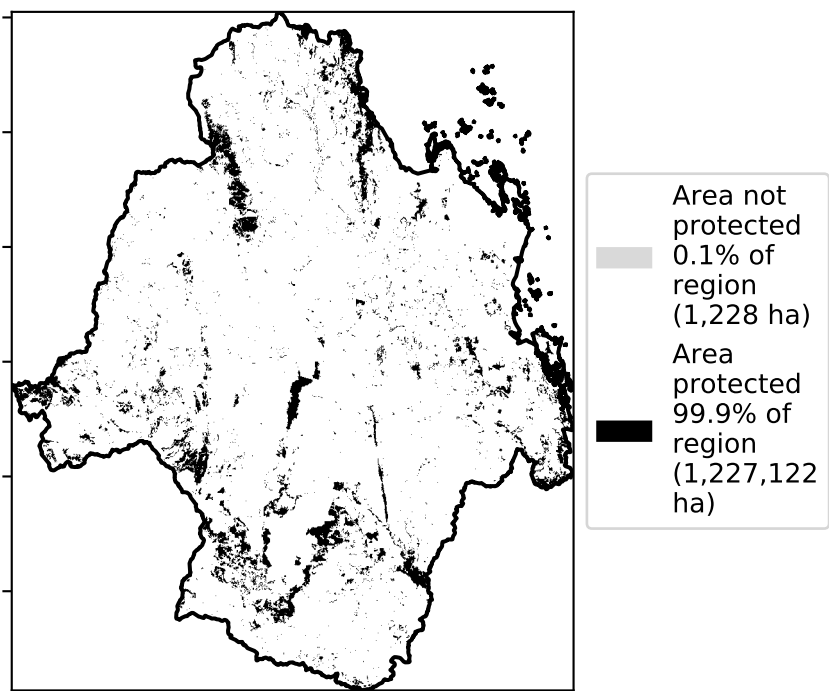 Area not
protected
0.1% of
region
(1,228 ha)
Area
protected
99.9% of
region
(1,227,122
ha)